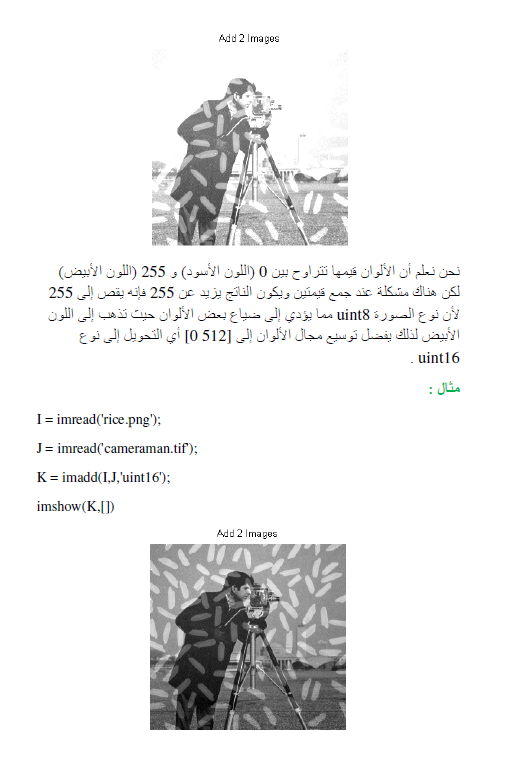 Add 2 Images
نحن نعلم أن الألوان قيمها تتراوح بين 0 (اللون الأسود) و 255 (اللون الأبيض)
لكن هناك مشكلة عند جمع قيمتين ويكون الناتج يزيد عن 255 فإنه يقص إلى 255
لأن نوع الصورة uint8 مما يؤدي إلى ضياع بعض الألوان حيث تذهب إلى اللون
الأبيض لذلك يفضل توسيع مجال الألوان إلى [0 512] أي التحويل إلى نوع
uint16 .
مثال :
I = imread('rice.png');
J = imread('cameraman.tif');
K = imadd(I,J,'uint16');
imshow(K,[])
Add 2 Images